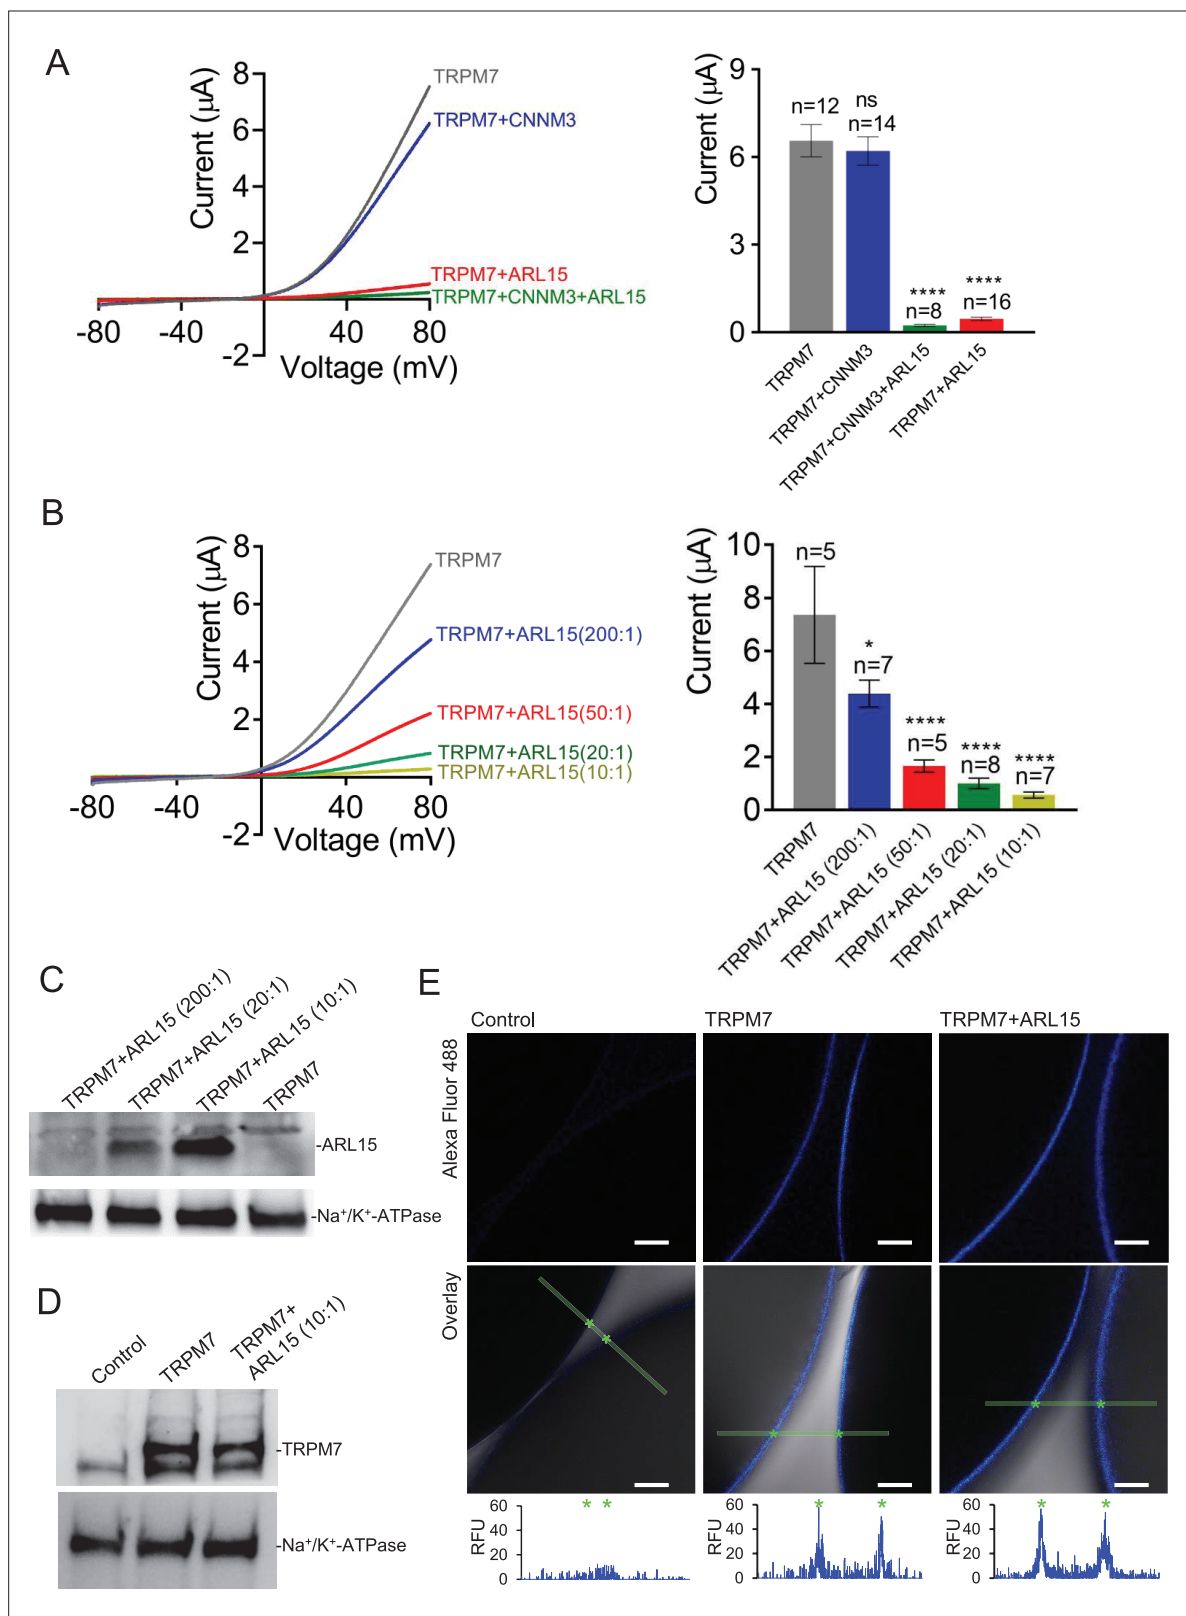 A
Current (μA)
8
6
4
2
-2
-80
-40
40
80
Voltage (mV)
TRPM7
TRPM7+CNNM3
TRPM7+ARL15
TRPM7+CNNM3+ARL15
Current (μA)
9
6
3
0
n=12
ns
n=14
****
n=8
****
n=16
TRPM7
TRPM7+CNNM3
TRPM7+CNNM3+ARL15
TRPM7+ARL15
B
Current (μA)
8
6
4
2
-2
-80
-40
40
80
Voltage (mV)
TRPM7
TRPM7+ARL15(200:1)
TRPM7+ARL15(50:1)
TRPM7+ARL15(20:1)
TRPM7+ARL15(10:1)
Current (μA)
10
8
6
4
2
0
n=5
*
n=7
****
n=5
****
n=8
****
n=7
TRPM7
TRPM7+ARL15 (200:1)
TRPM7+ARL15 (50:1)
TRPM7+ARL15 (20:1)
TRPM7+ARL15 (10:1)
C
TRPM7+ARL15 (200:1)
TRPM7+ARL15 (20:1)
TRPM7+ARL15 (10:1)
TRPM7
-ARL15
-Na⁺/K⁺-ATPase
D
Control
TRPM7
TRPM7+
ARL15 (10:1)
-TRPM7
-Na⁺/K⁺-ATPase
E
Control
TRPM7
TRPM7+ARL15
Alexa Fluor 488
Overlay
* *
* *
* *
RFU
60
40
20
0
* *
RFU
60
40
20
0
* *
RFU
60
40
20
0
* *